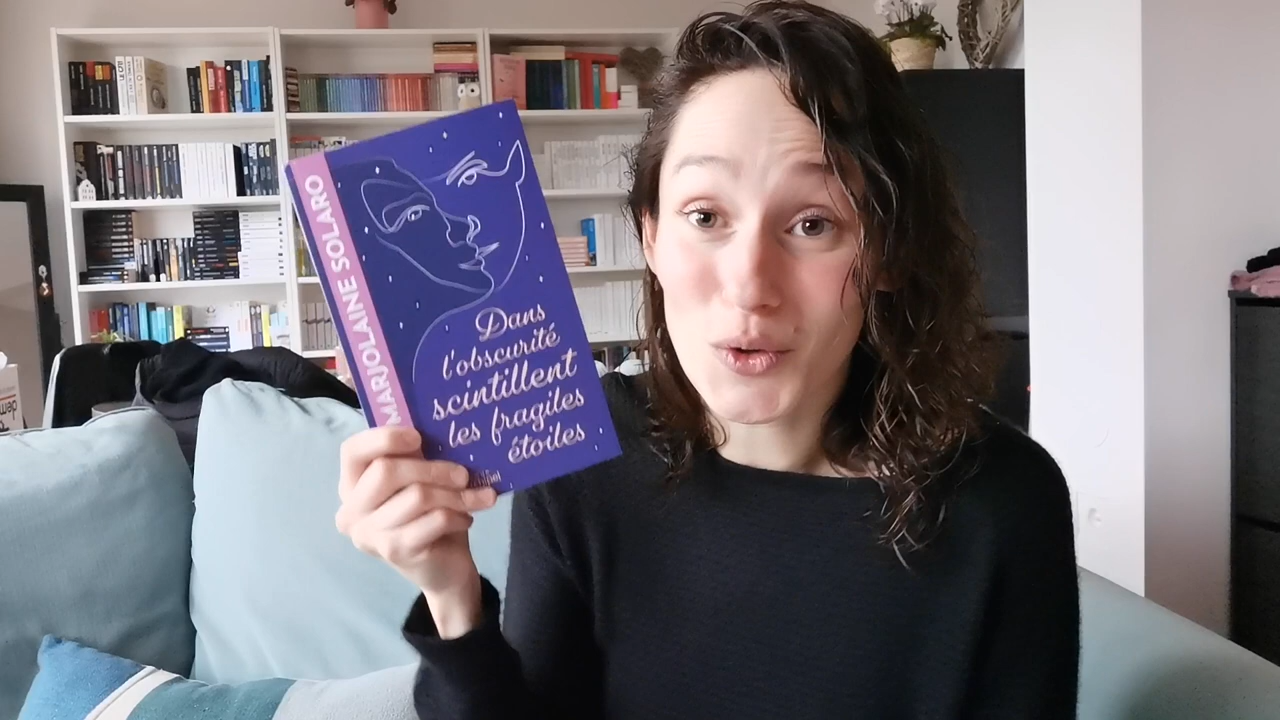 MARJOLAINE SOLARO
Dans
l'obscurité
scintillent
les fragiles
étoiles